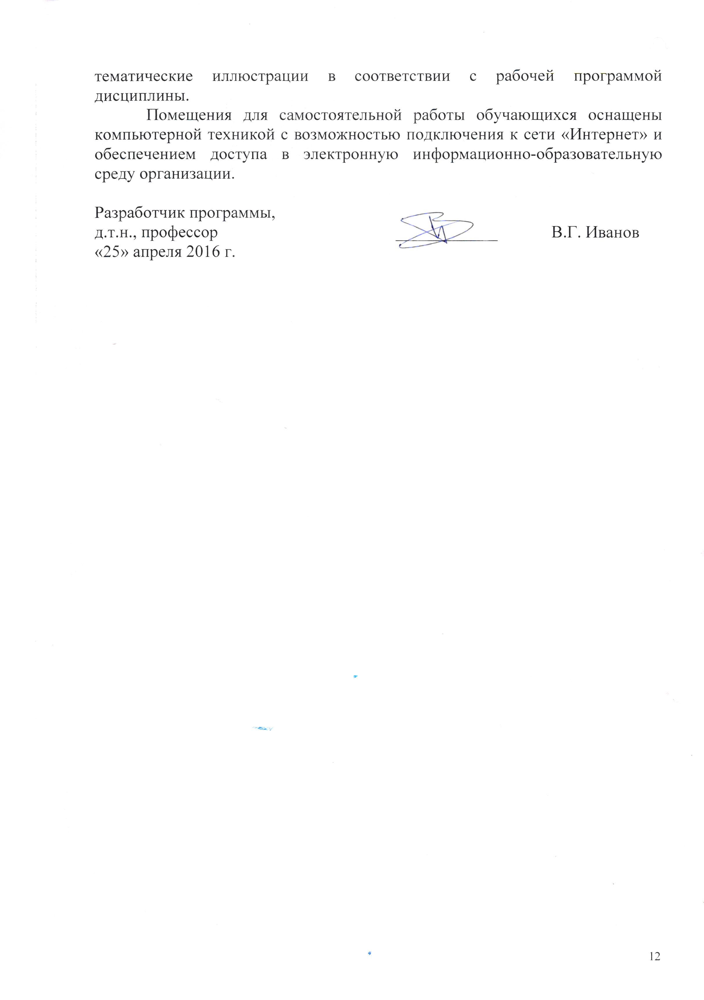 тематические иллюстрации в соответствии с рабочей программой
дисциплины.
Помещения для самостоятельной работы обучающихся оснащены
компьютерной техникой с возможностью подключения к сети «Интернет» и
обеспечением доступа в электронную информационно-образовательную
среду организации.
Разработчик программы,
д.т.н., профессор В.Г. Иванов
«25» апреля 2016 г.
12